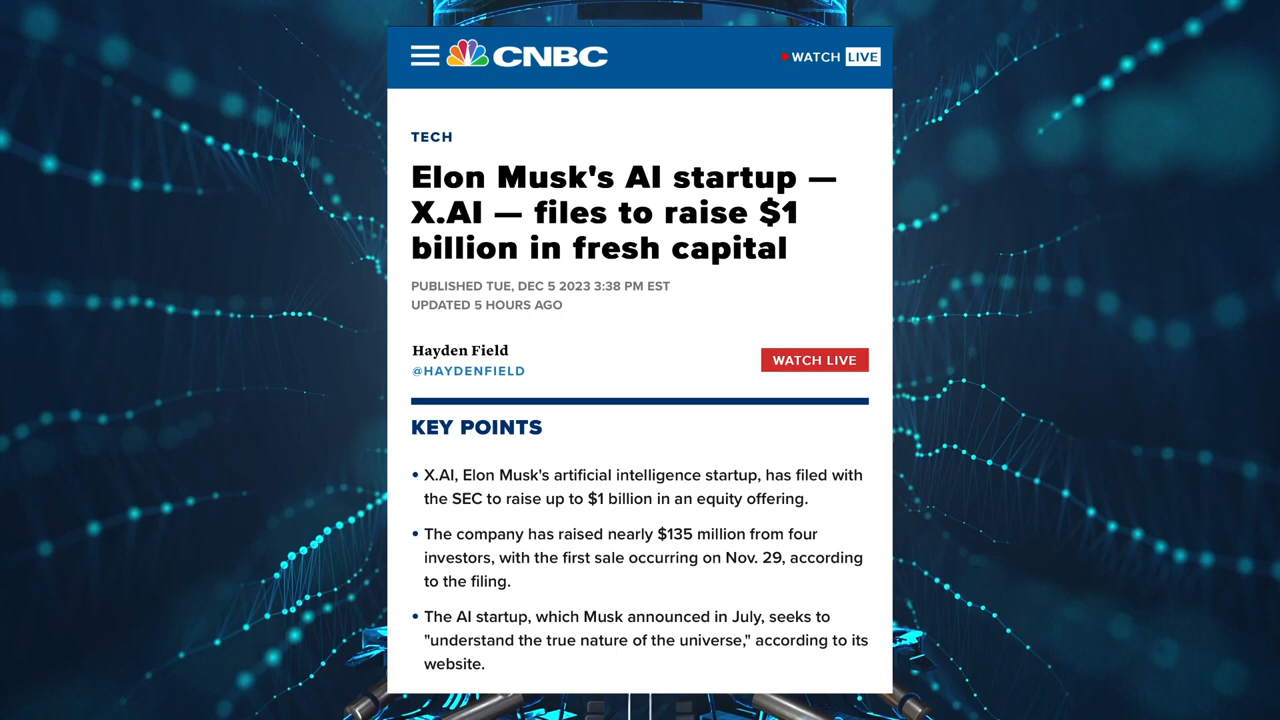 CNBC
WATCH LIVE
TECH
Elon Musk's AI startup —
X.AI — files to raise $1
billion in fresh capital
PUBLISHED TUE, DEC 5 2023 3:38 PM EST
UPDATED 5 HOURS AGO
Hayden Field
@HAYDENFIELD
WATCH LIVE
KEY POINTS
• X.AI, Elon Musk's artificial intelligence startup, has filed with
the SEC to raise up to $1 billion in an equity offering.
• The company has raised nearly $135 million from four
investors, with the first sale occurring on Nov. 29, according
to the filing.
• The AI startup, which Musk announced in July, seeks to
"understand the true nature of the universe," according to its
website.